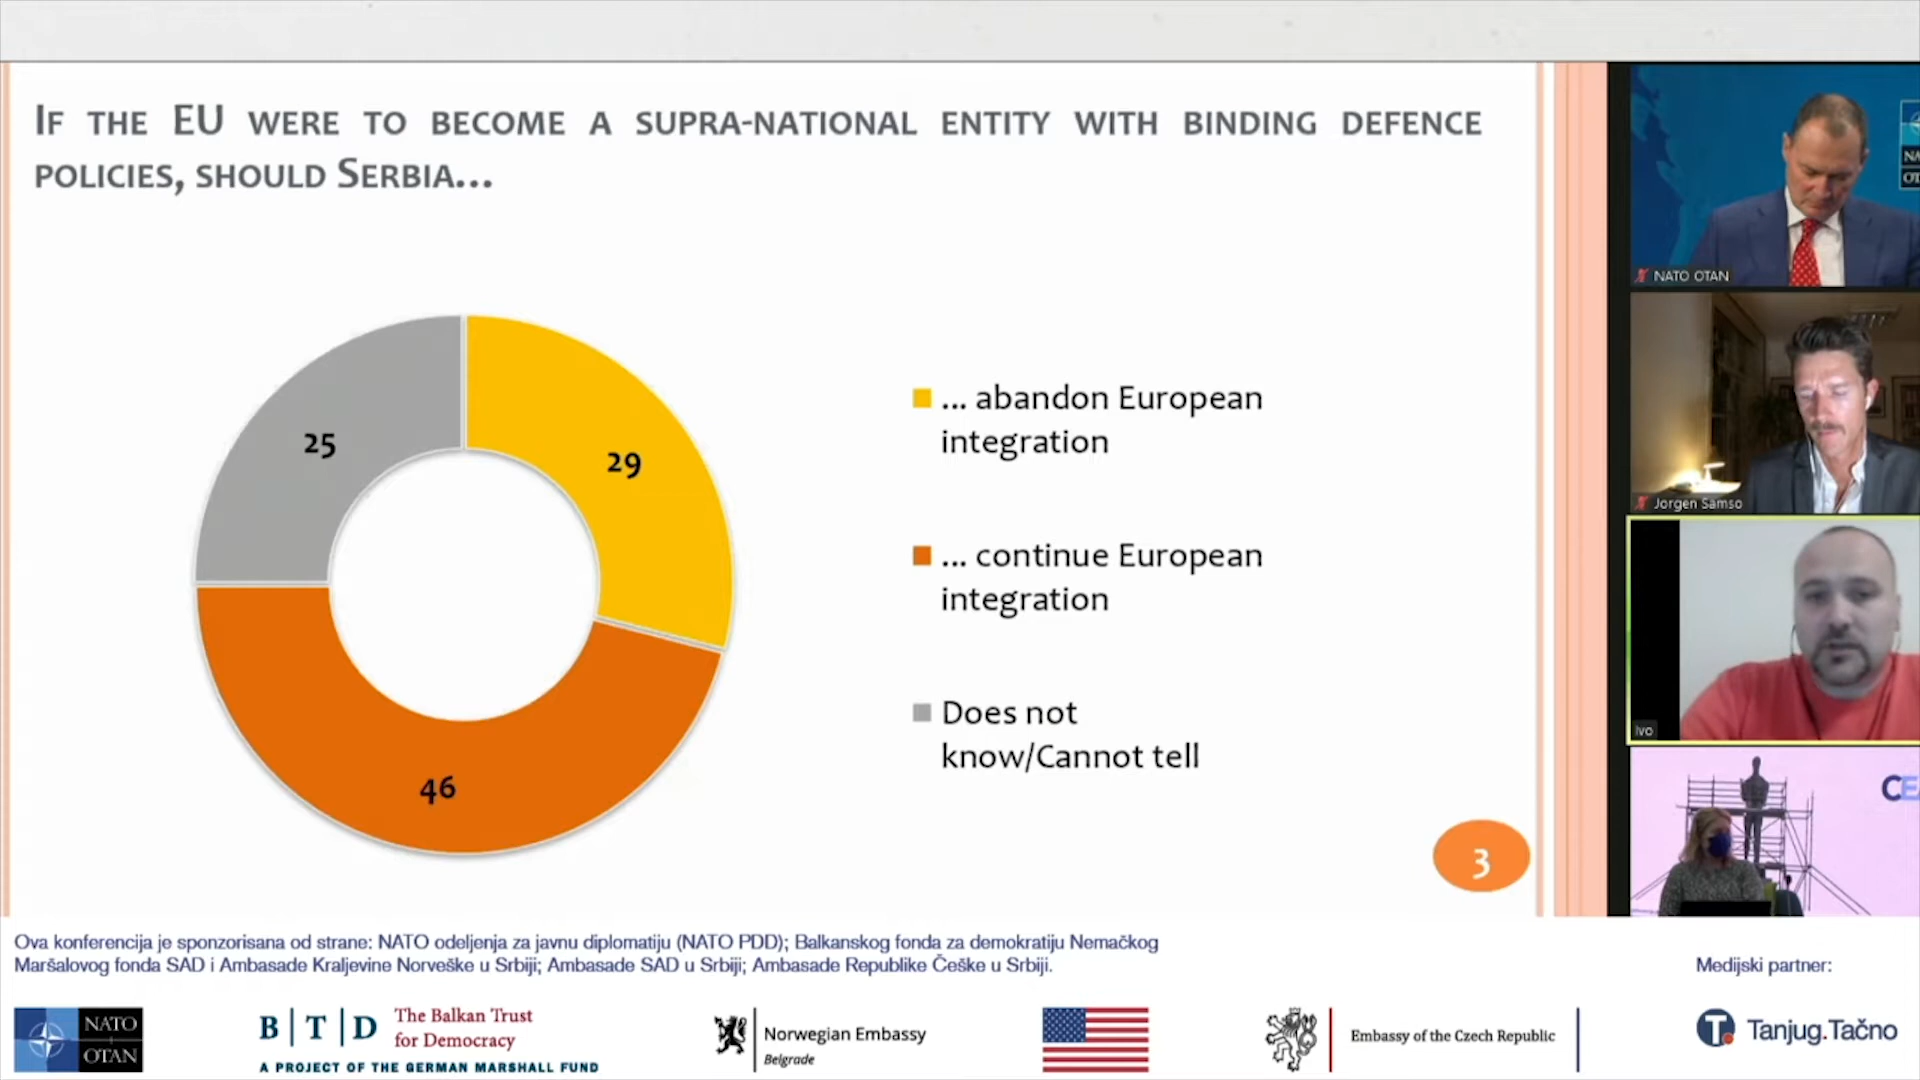 IF THE EU WERE TO BECOME A SUPRA-NATIONAL ENTITY WITH BINDING DEFENCE
POLICIES, SHOULD SERBIA...
25
29
46
... abandon European
integration
... continue European
integration
Does not
know/Cannot tell
3
NATO OTAN
Jorgen Samso
Ivo
Ova konferencija je sponzorisana od strane: NATO odeljenja za javnu diplomatiju (NATO PDD); Balkanskog fonda za demokratiju Nemačkog
Maršalovog fonda SAD i Ambasade Kraljevine Norveške u Srbiji; Ambasade SAD u Srbiji; Ambasade Republike Češke u Srbiji.
Medijski partner:
NATO
OTAN
B|T|D
The Balkan Trust
for Democracy
A PROJECT OF THE GERMAN MARSHALL FUND
Norwegian Embassy
Belgrade
Embassy of the Czech Republic
Tanjug.Tačno